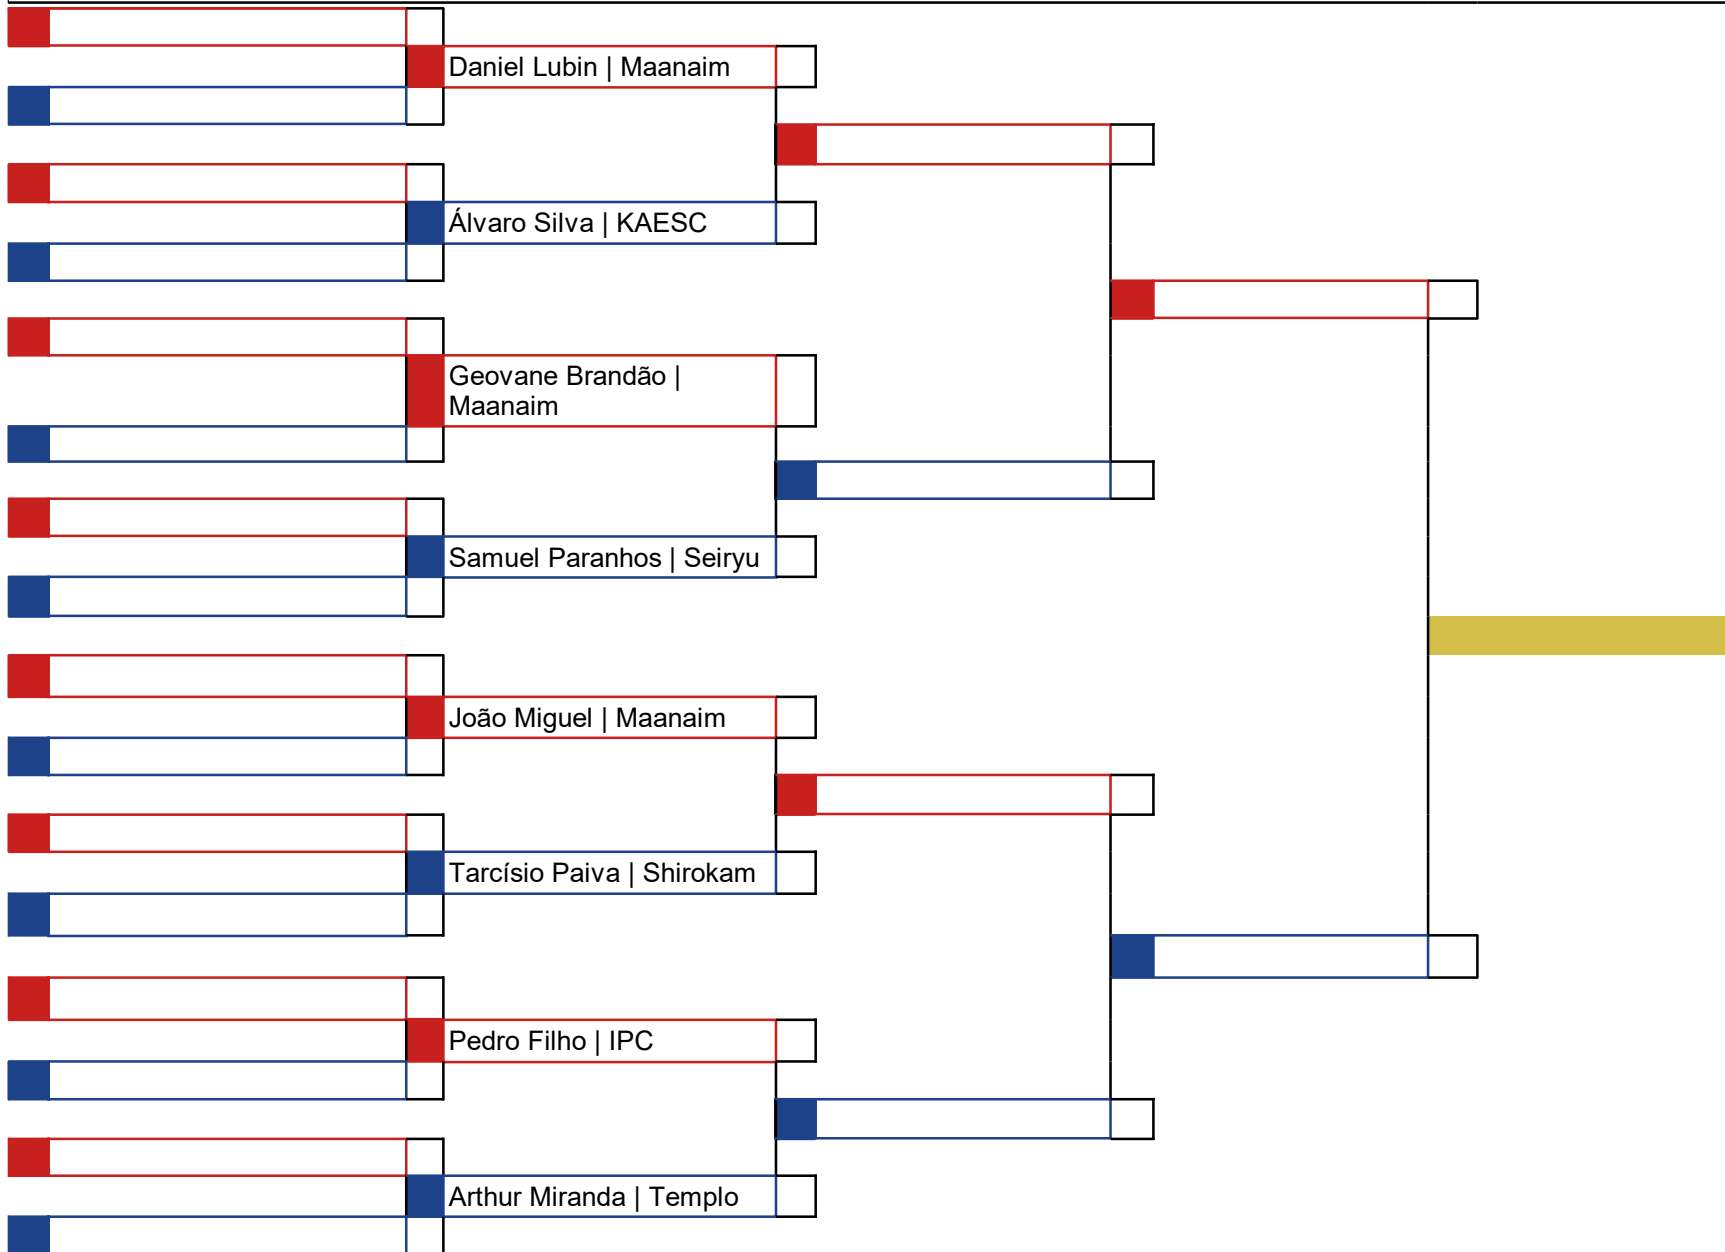 Daniel Lubin | Maanaim
Álvaro Silva | KAESC
Geovane Brandão |
Maanaim
Samuel Paranhos | Seiryu
João Miguel | Maanaim
Tarcísio Paiva | Shirokam
Pedro Filho | IPC
Arthur Miranda | Templo